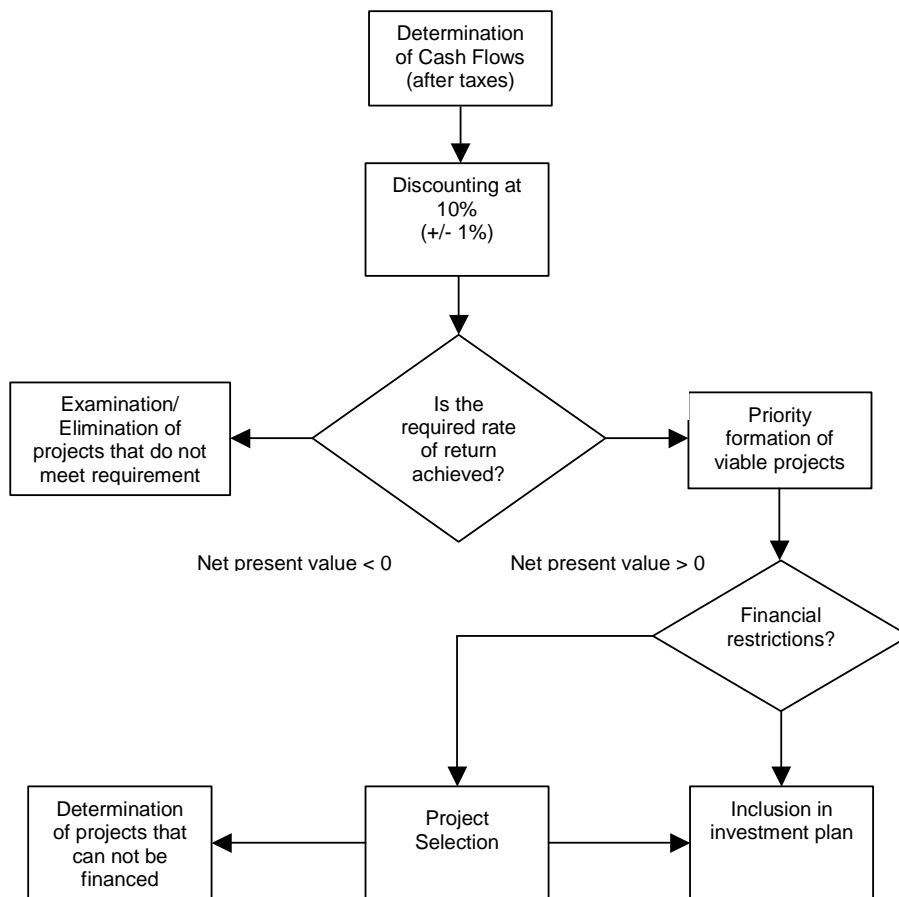 Determination
of Cash Flows
(after taxes)
Discounting at
10%
(+/- 1%)
Is the
required rate
of return
achieved?
Examination/
Elimination of
projects that do not
meet requirement
Priority
formation of
viable projects
Net present value < 0
Net present value > 0
Financial
restrictions?
Determination
of projects that
can not be
financed
Project
Selection
Inclusion in
investment plan